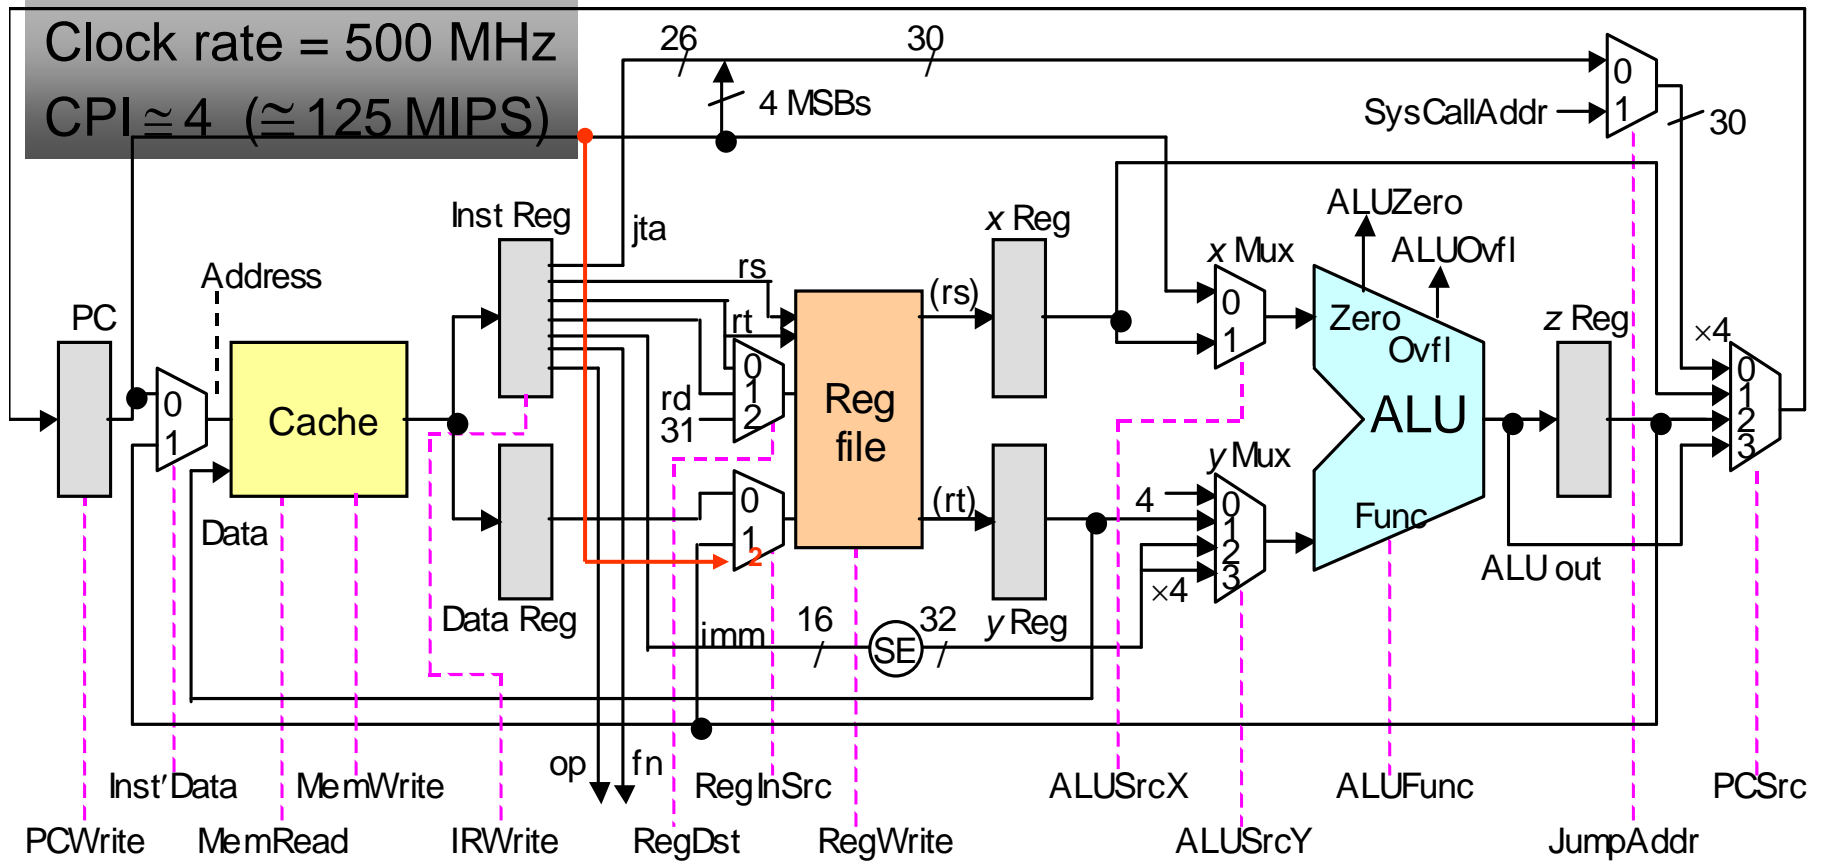 Clock rate = 500 MHz
CPI ≅ 4 (≅ 125 MIPS)
26
30
4 MSBs
SysCallAddr
0
1
30
Inst Reg
jta
x Reg
ALUZero
ALUOvfl
x Mux
Address
rs
(rs)
PC
rt
0
1
Zero
Ovfl
z Reg
×4
0
1
Cache
0
1
2
rd
31
Reg
file
ALU
0
1
2
3
y Mux
Data
0
1
2
(rt)
4
0
1
2
3
×4
Func
ALU out
Data Reg
imm
16
SE
32
y Reg
op
fn
Inst′Data
MemWrite
RegInSrc
ALUSrcX
ALUFunc
PCSrc
PCWrite
MemRead
IRWrite
RegDst
RegWrite
ALUSrcY
JumpAddr